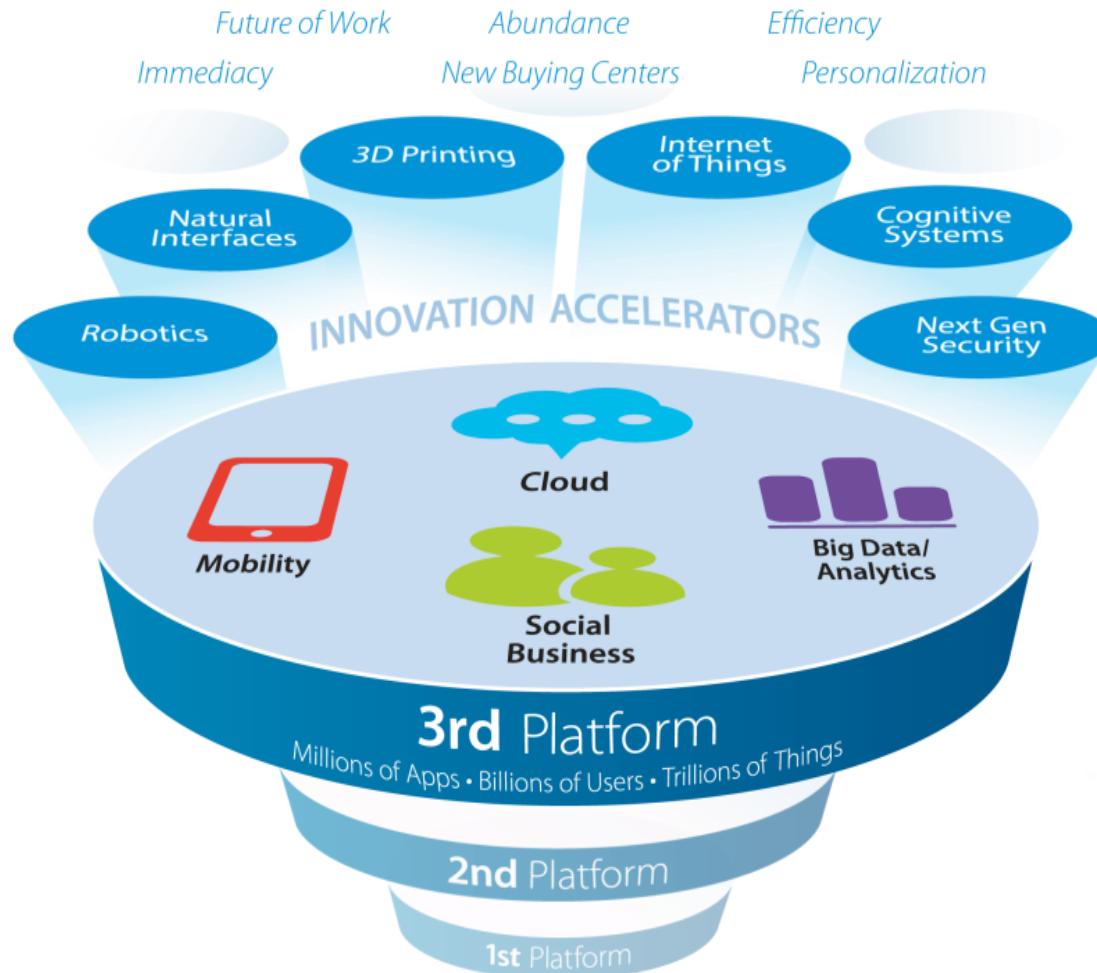 Future of Work Abundance Efficiency
Immediacy New Buying Centers Personalization
3D Printing
Internet
of Things
Natural
Interfaces
Cognitive
Systems
Robotics
INNOVATION ACCELERATORS
Next Gen
Security
Cloud
Mobility
Big Data/
Analytics
Social
Business
3rd Platform
Millions of Apps • Billions of Users • Trillions of Things
2nd Platform
1st Platform